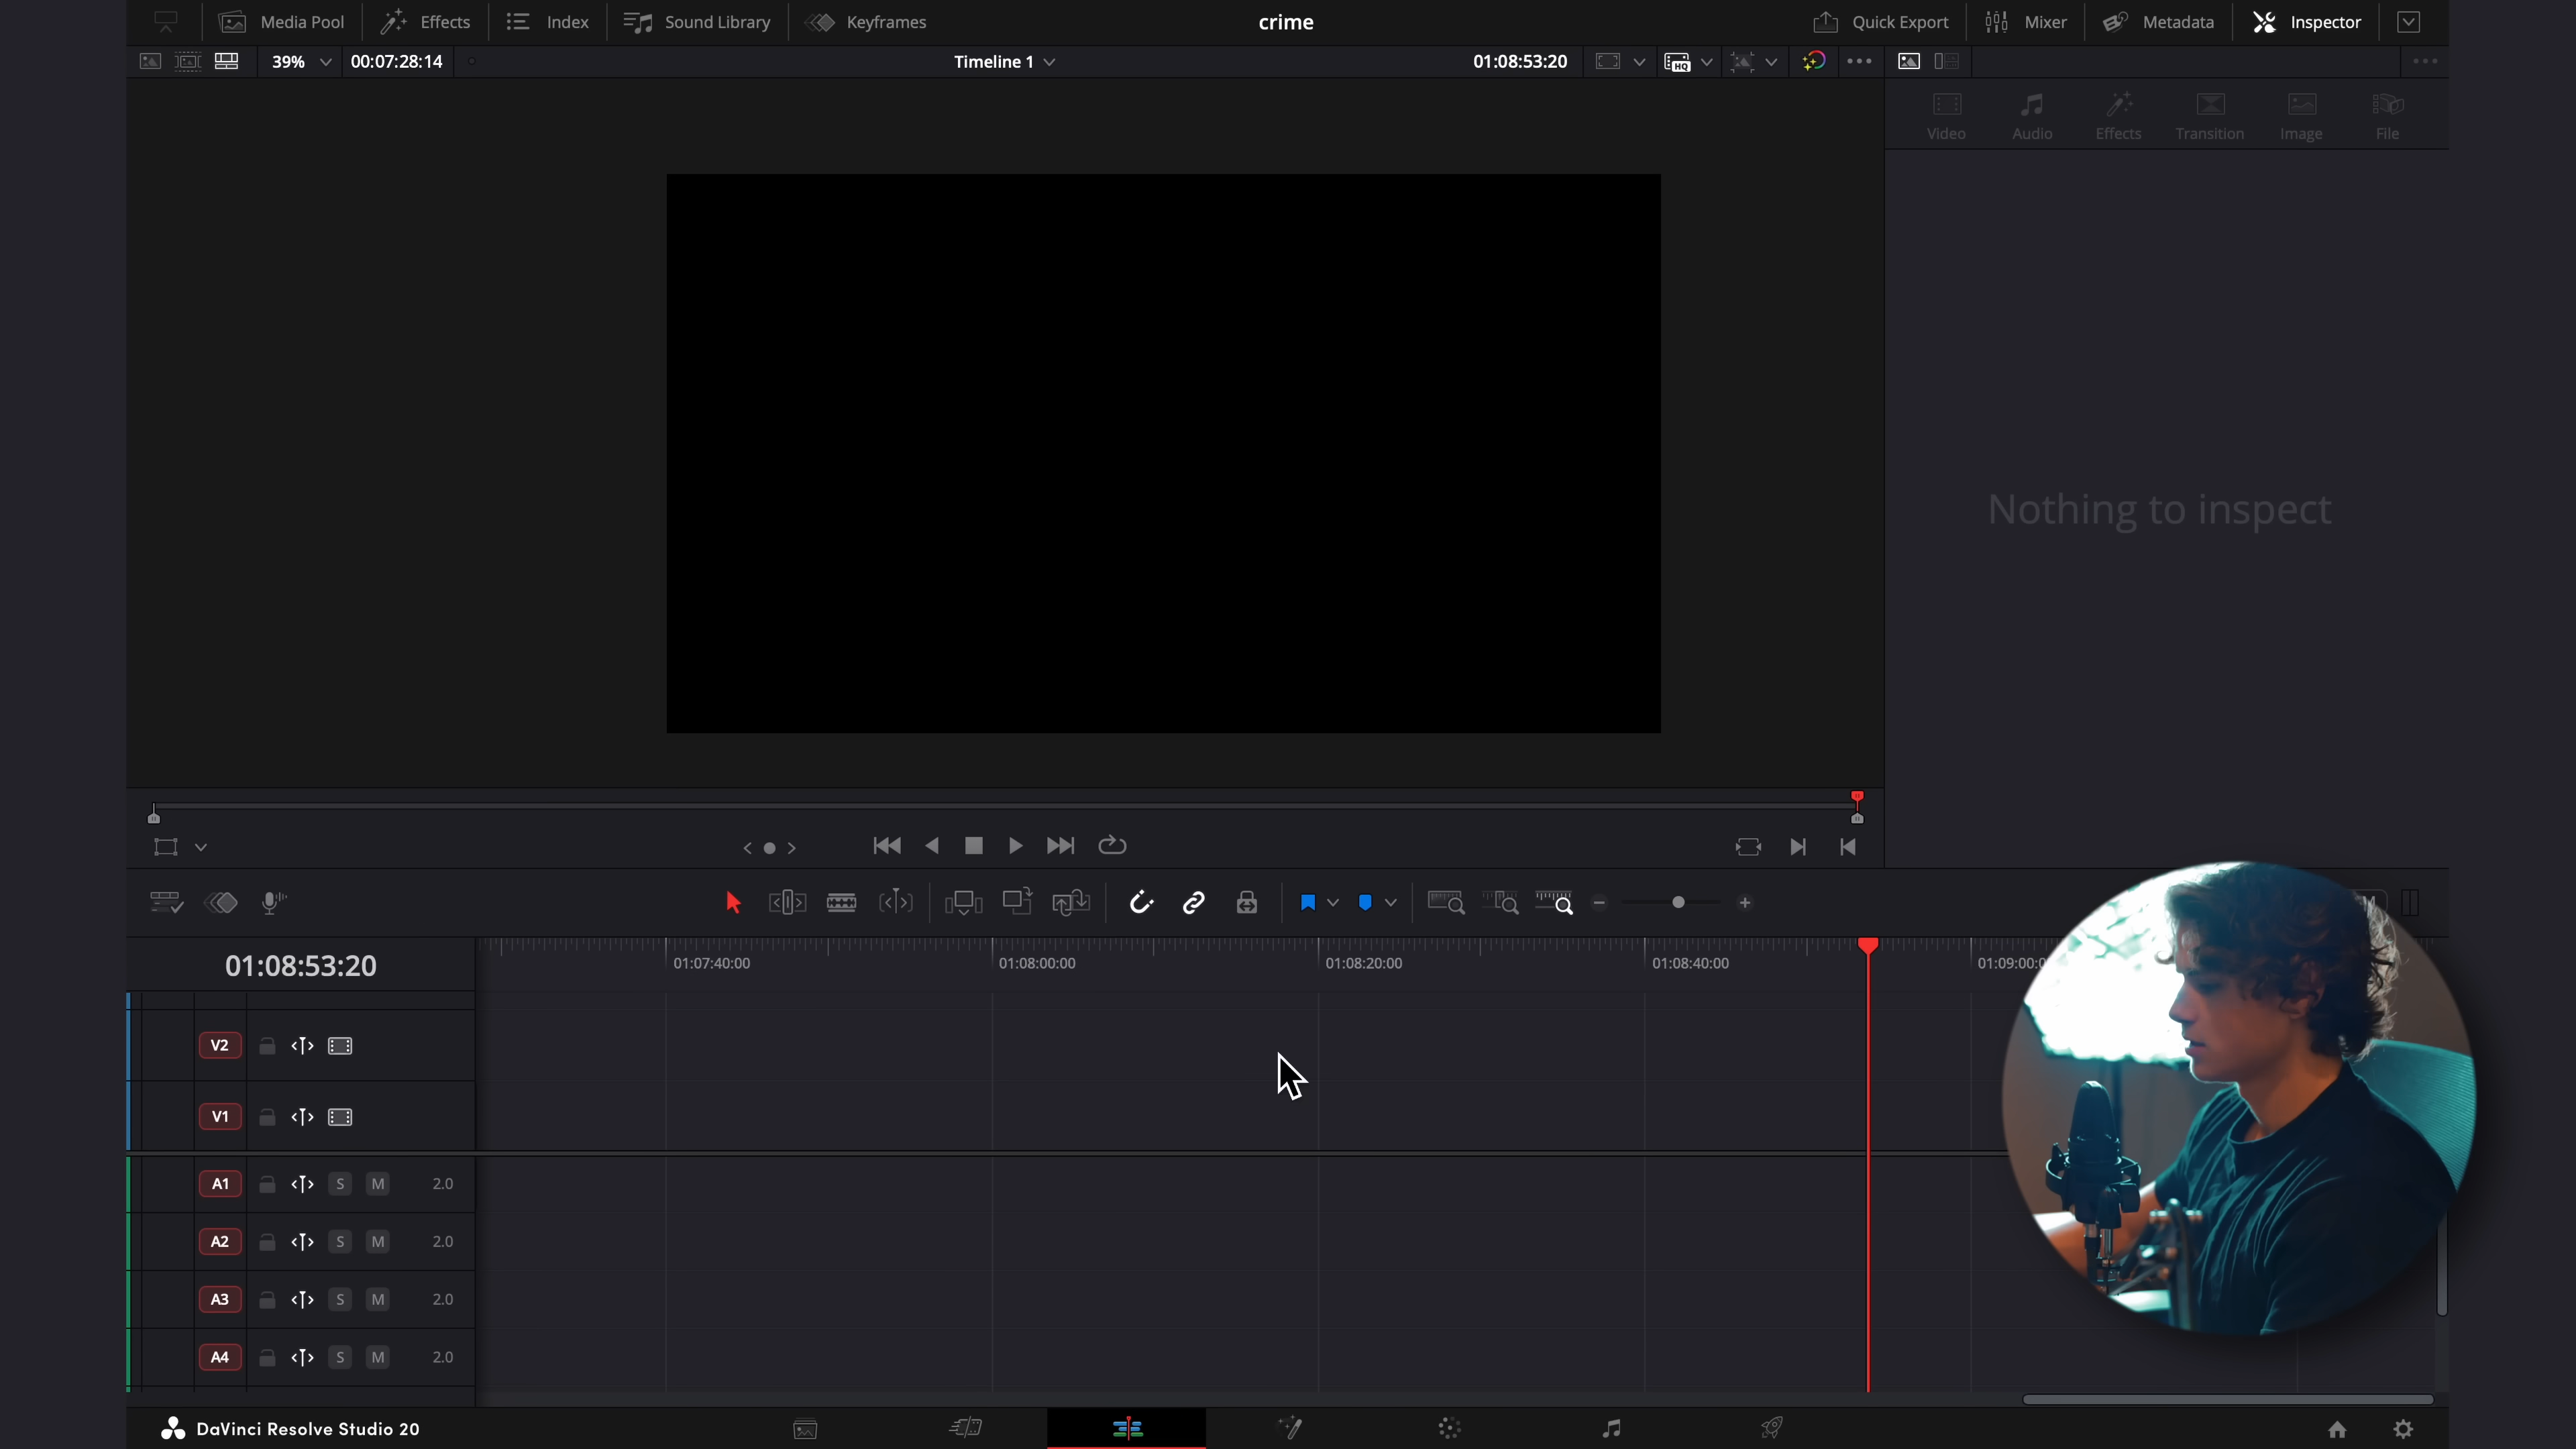 Media Pool
Effects
Index
Sound Library
Keyframes
crime
Quick Export
Mixer
Metadata
Inspector
39%
00:07:28:14
Timeline 1
01:08:53:20
HQ
Video
Audio
Effects
Transition
Image
File
Nothing to inspect
01:08:53:20
01:07:40:00
01:08:00:00
01:08:20:00
01:08:40:00
01:09:00:0
V2
V1
A1 S M 2.0
A2 S M 2.0
A3 S M 2.0
A4 S M 2.0
DaVinci Resolve Studio 20